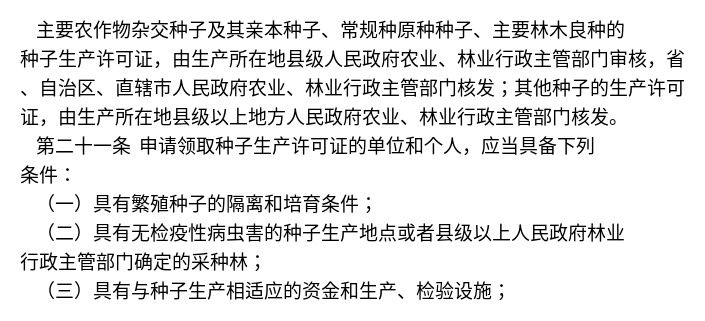 主要农作物杂交种子及其亲本种子、常规种原种种子、主要林木良种的
种子生产许可证，由生产所在地县级人民政府农业、林业行政主管部门审核，省
、自治区、直辖市人民政府农业、林业行政主管部门核发；其他种子的生产许可
证，由生产所在地县级以上地方人民政府农业、林业行政主管部门核发。
第二十一条 申请领取种子生产许可证的单位和个人，应当具备下列
条件：
（一）具有繁殖种子的隔离和培育条件；
（二）具有无检疫性病虫害的种子生产地点或者县级以上人民政府林业
行政主管部门确定的采种林；
（三）具有与种子生产相适应的资金和生产、检验设施；